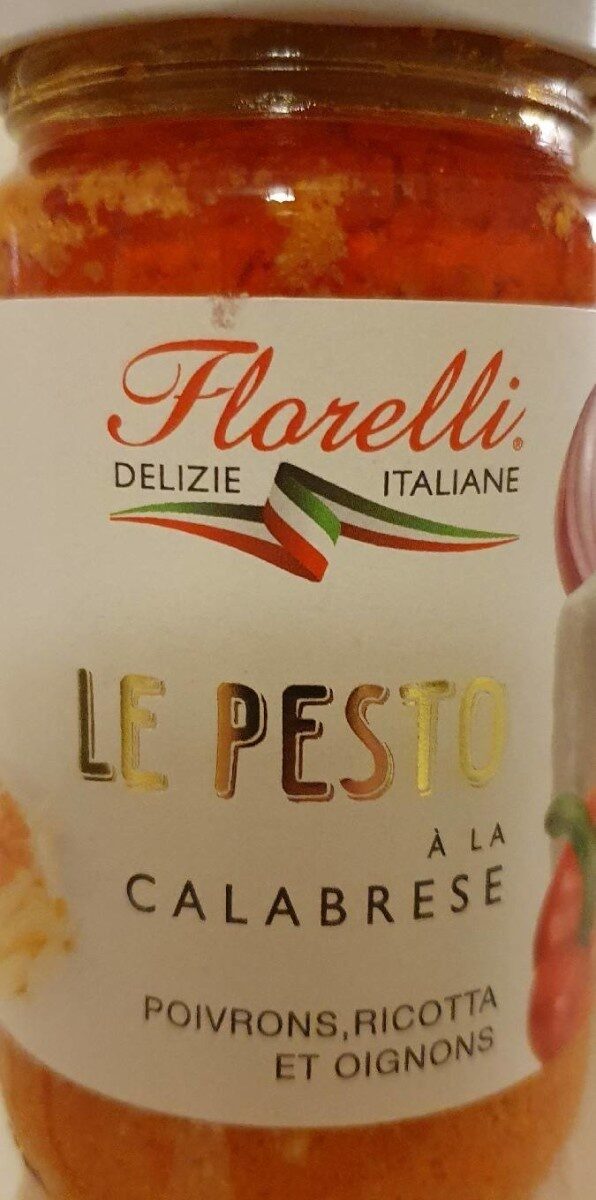 Florelli®
DELIZIE ITALIANE
LE PESTO
À LA
CALABRESE
POIVRONS, RICOTTA
ET OIGNONS